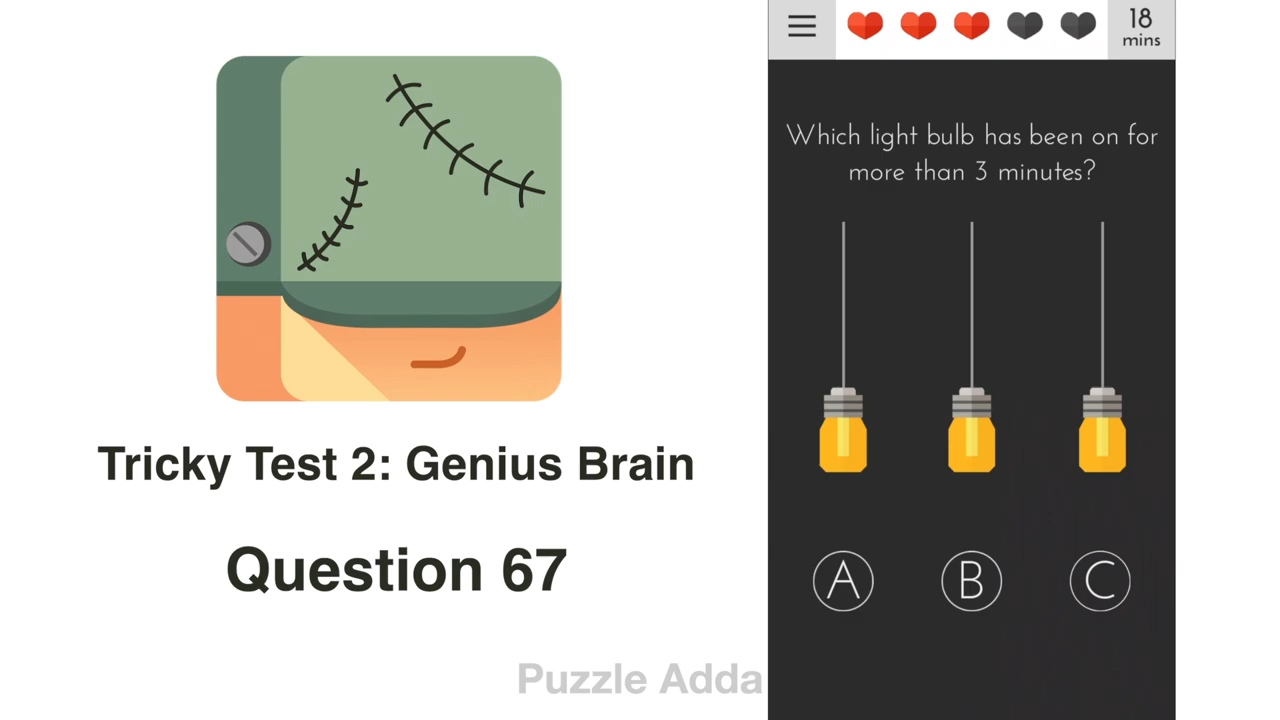 Tricky Test 2: Genius Brain
Question 67
Puzzle Adda
18
mins
Which light bulb has been on for
more than 3 minutes?
A B C